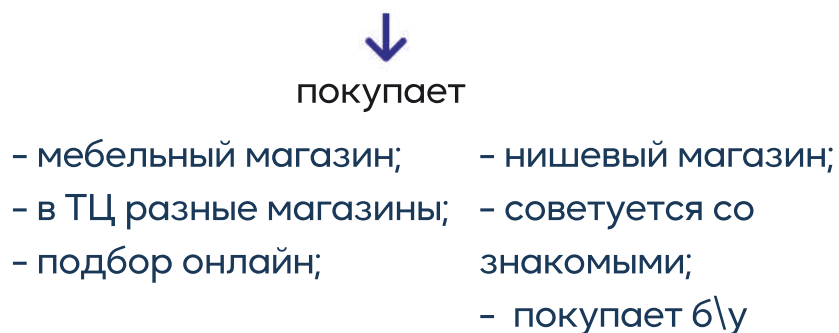 покупает
- мебельный магазин;
- в ТЦ разные магазины;
- подбор онлайн;
- нишевый магазин;
- советуется со
знакомыми;
- покупает б\у